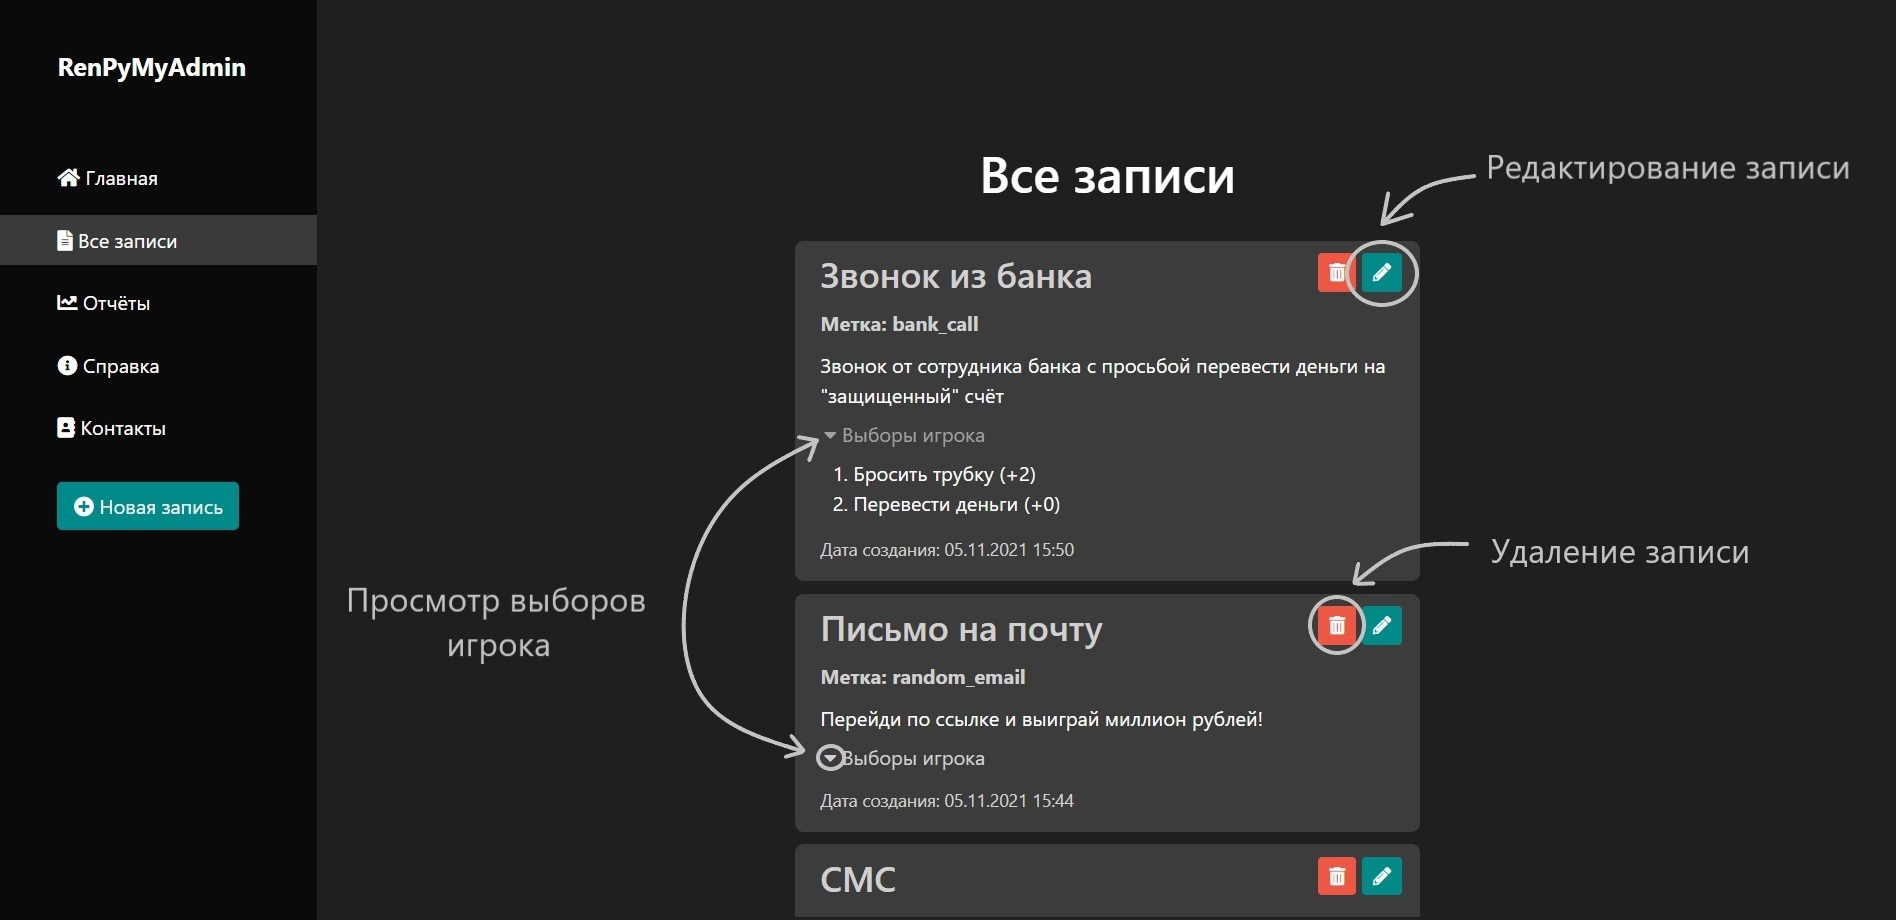 RenPyMyAdmin
Главная
Все записи
Отчёты
Справка
Контакты
Новая запись
Все записи
Редактирование записи
Звонок из банка
Метка: bank_call
Звонок от сотрудника банка с просьбой перевести деньги на
"защищенный" счёт
Выборы игрока
1. Бросить трубку (+2)
2. Перевести деньги (+0)
Дата создания: 05.11.2021 15:50
Просмотр выборов
игрока
Удаление записи
Письмо на почту
Метка: random_email
Перейди по ссылке и выиграй миллион рублей!
Выборы игрока
Дата создания: 05.11.2021 15:44
СМС